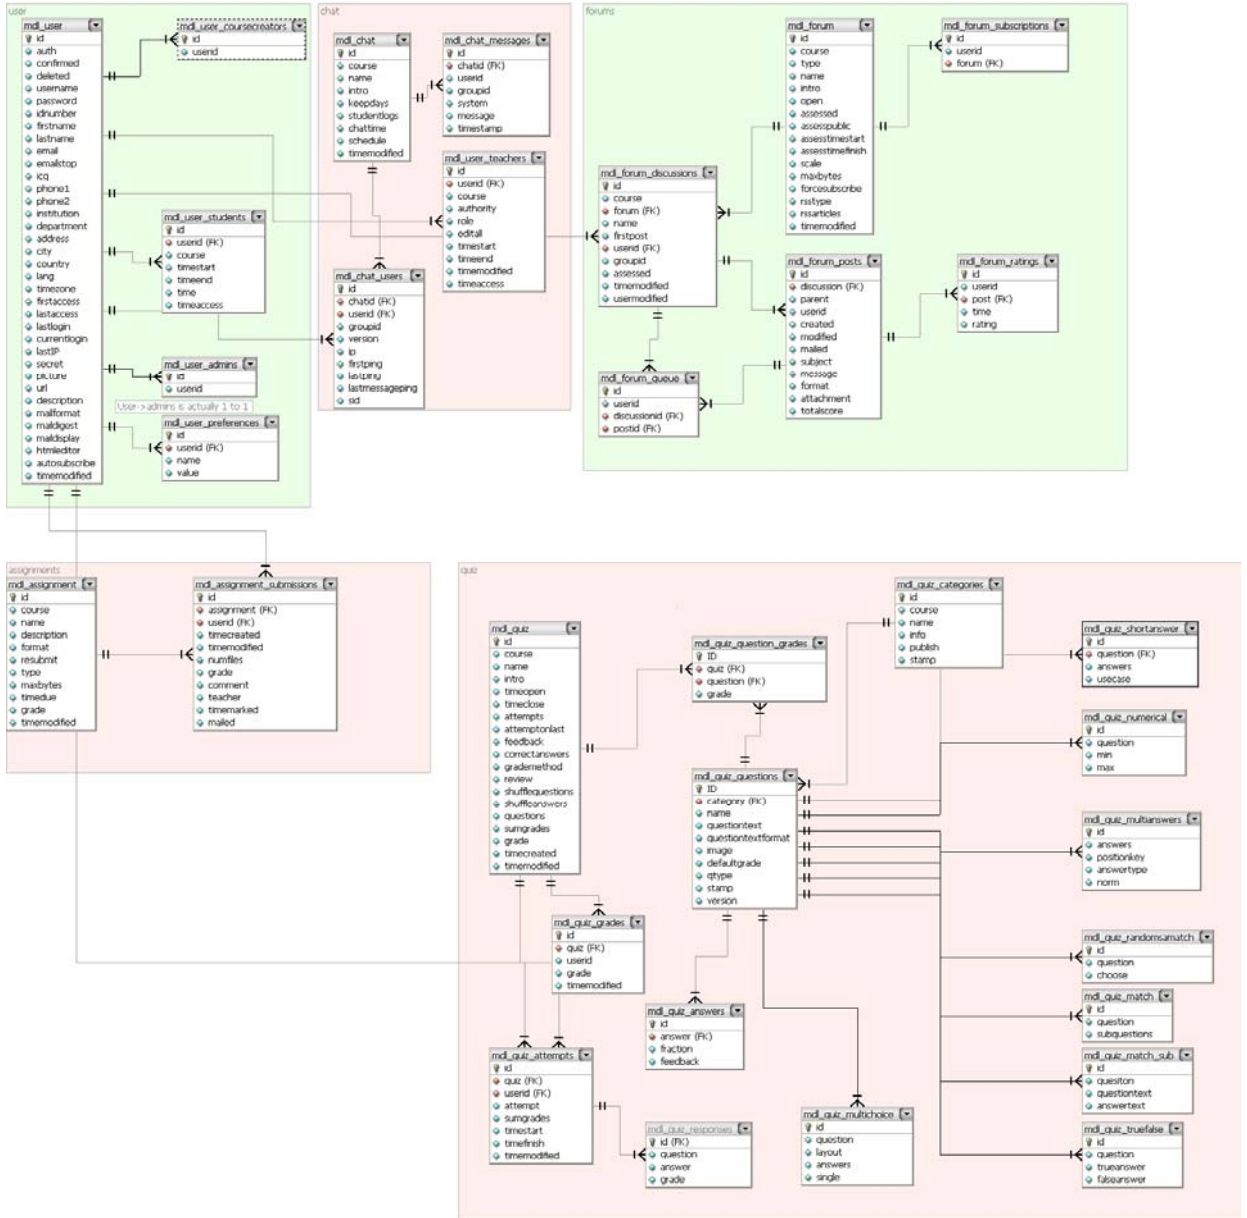 user
mdl_user
id
auth
confirmed
deleted
username
password
idnumber
firstname
lastname
email
emailstop
icq
phone1
phone2
institution
department
address
city
country
lang
timezone
firstaccess
lastaccess
lastlogin
currentlogin
lastIP
secret
picture
url
description
malformat
maldigest
maldisplay
htmleditor
autosubscribe
timemodified
mdl_user_coursecreators
id
userid
mdl_user_students
id
userid (FK)
course
timestart
timeend
time
timeaccess
mdl_user_admins
id
userid
User->admins is actually 1 to 1
mdl_user_preferences
id
userid (FK)
name
value
chat
mdl_chat
id
course
name
intro
keepdays
studentlogs
chattime
schedule
timemodified
mdl_chat_messages
id
chatid (FK)
userid
groupid
system
message
timestamp
mdl_user_teachers
id
userid (FK)
course
authority
role
editall
timestart
timeend
timemodified
timeaccess
mdl_chat_users
id
chatid (FK)
userid (FK)
groupid
version
ip
firstping
lastping
lastmessageping
sid
forums
mdl_forum
id
course
type
name
intro
open
assessed
assesspublic
assesstimestart
assesstimefinish
scale
maxbytes
forcesubscribe
rsstype
rssarticles
timemodified
mdl_forum_subscriptions
id
userid
forum (FK)
mdl_forum_discussions
id
course
forum (FK)
name
firstpost
userid (FK)
groupid
assessed
timemodified
usermodified
mdl_forum_posts
id
discussion (FK)
parent
userid
created
modified
mailed
subject
message
format
attachment
totalscore
mdl_forum_ratings
id
userid
post (FK)
time
rating
mdl_forum_queue
id
userid
discussionid (FK)
postid (FK)
assignments
mdl_assignment
id
course
name
description
format
resubmit
type
maxbytes
timedue
grade
timemodified
mdl_assignment_submissions
id
assignment (FK)
userid (FK)
timecreated
timemodified
numfiles
grade
comment
teacher
timemarked
mailed
quiz
mdl_quiz
id
course
name
intro
timeopen
timeclose
attempts
attemptonlast
feedback
correctanswers
grademethod
review
shufflequestions
shuffleanswers
questions
sumgrades
grade
timecreated
timemodified
mdl_quiz_question_grades
ID
quiz (FK)
question (FK)
grade
mdl_quiz_categories
id
course
name
info
publish
stamp
mdl_quiz_shortanswer
id
question (FK)
answers
usecase
mdl_quiz_numerical
id
question
min
max
mdl_quiz_questions
ID
category (FK)
name
questiontext
questiontextformat
image
defaultgrade
qtype
stamp
version
mdl_quiz_multianswers
id
answers
positionkey
answertype
norm
mdl_quiz_grades
id
quiz (FK)
userid
grade
timemodified
mdl_quiz_randomsamatch
id
question
choose
mdl_quiz_match
id
question
subquestions
mdl_quiz_answers
id
answer (FK)
fraction
feedback
mdl_quiz_attempts
id
quiz (FK)
userid (FK)
attempt
sumgrades
timestart
timefinish
timemodified
mdl_quiz_match_sub
id
quesiton
questiontext
answertext
mdl_quiz_responses
id (FK)
question
answer
grade
mdl_quiz_multichoice
id
question
layout
answers
single
mdl_quiz_truefalse
id
question
trueanswer
falseanswer